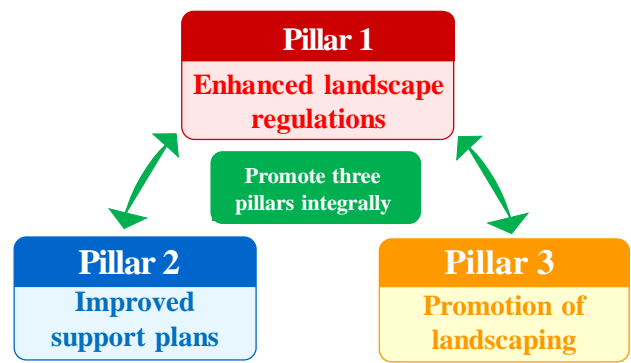 Pillar 1
Enhanced landscape
regulations
Promote three
pillars integrally
Pillar 2
Improved
support plans
Pillar 3
Promotion of
landscaping